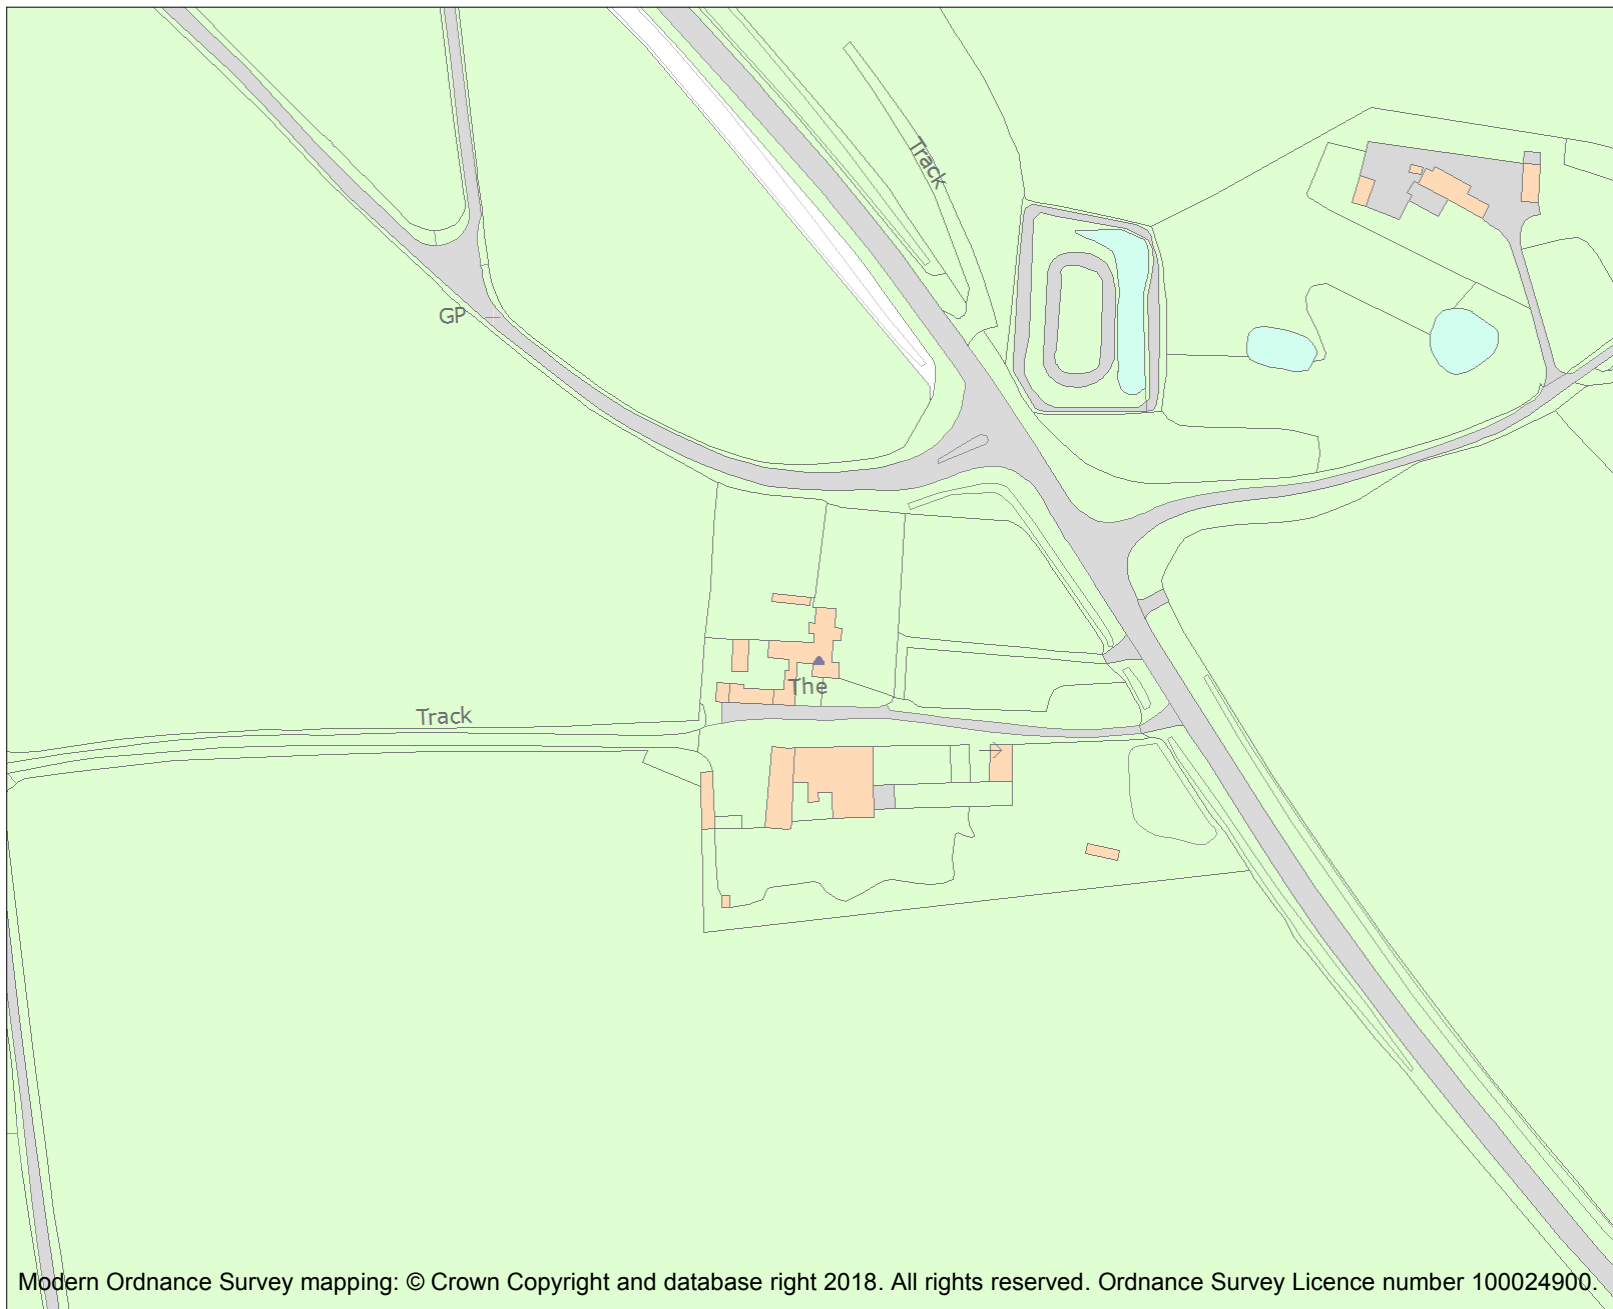 Track
GP
The
Track
Modern Ordnance Survey mapping: © Crown Copyright and database right 2018. All rights reserved. Ordnance Survey Licence number 100024900.